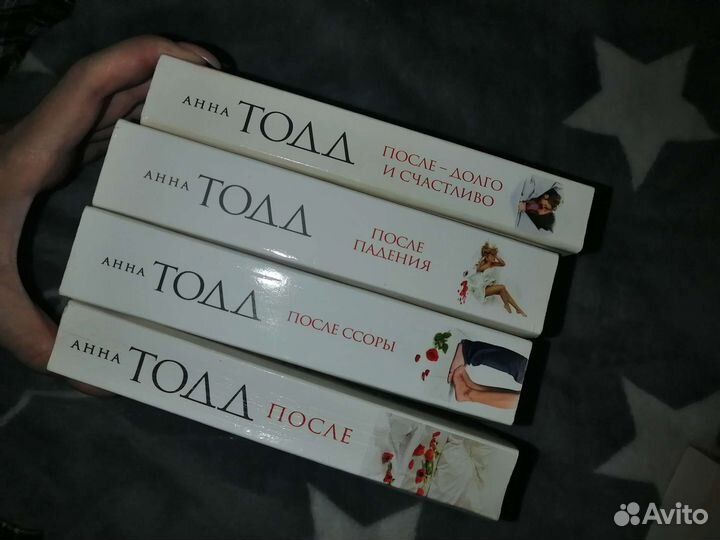 АННА ТОДД
ПОСЛЕ – ДОЛГО
И СЧАСТЛИВО
АННА ТОДД
ПОСЛЕ
ПАДЕНИЯ
АННА ТОДД
ПОСЛЕ ССОРЫ
АННА ТОДД
ПОСЛЕ
Avito